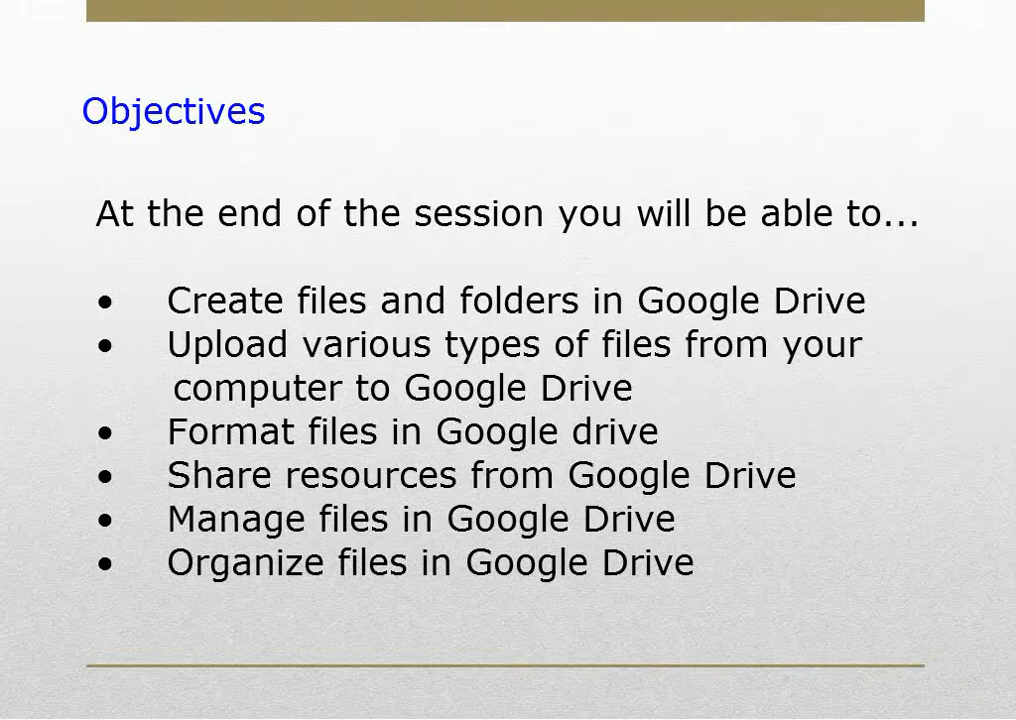 Objectives
At the end of the session you will be able to...
• Create files and folders in Google Drive
• Upload various types of files from your
computer to Google Drive
• Format files in Google drive
• Share resources from Google Drive
• Manage files in Google Drive
• Organize files in Google Drive